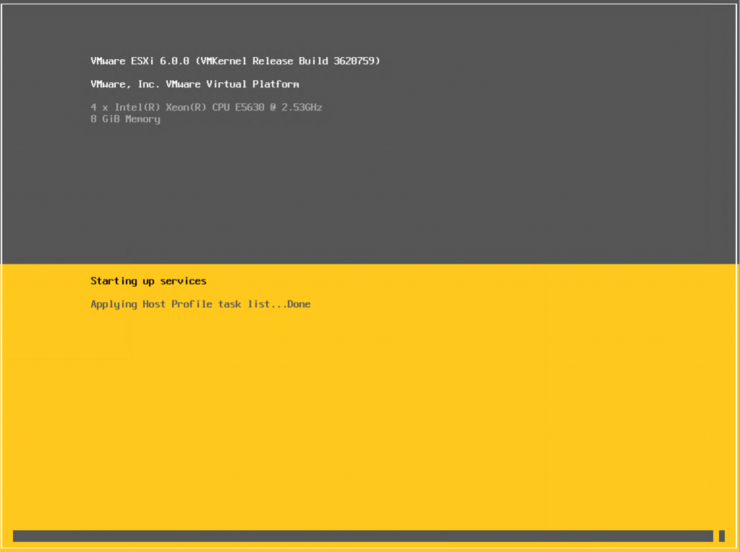 VMware ESXi 6.0.0 (VMKernel Release Build 3620759)
VMware, Inc. VMware Virtual Platform
4 x Intel(R) Xeon(R) CPU E5630 @ 2.53GHz
8 GiB Memory
Starting up services
Applying Host Profile task list...Done